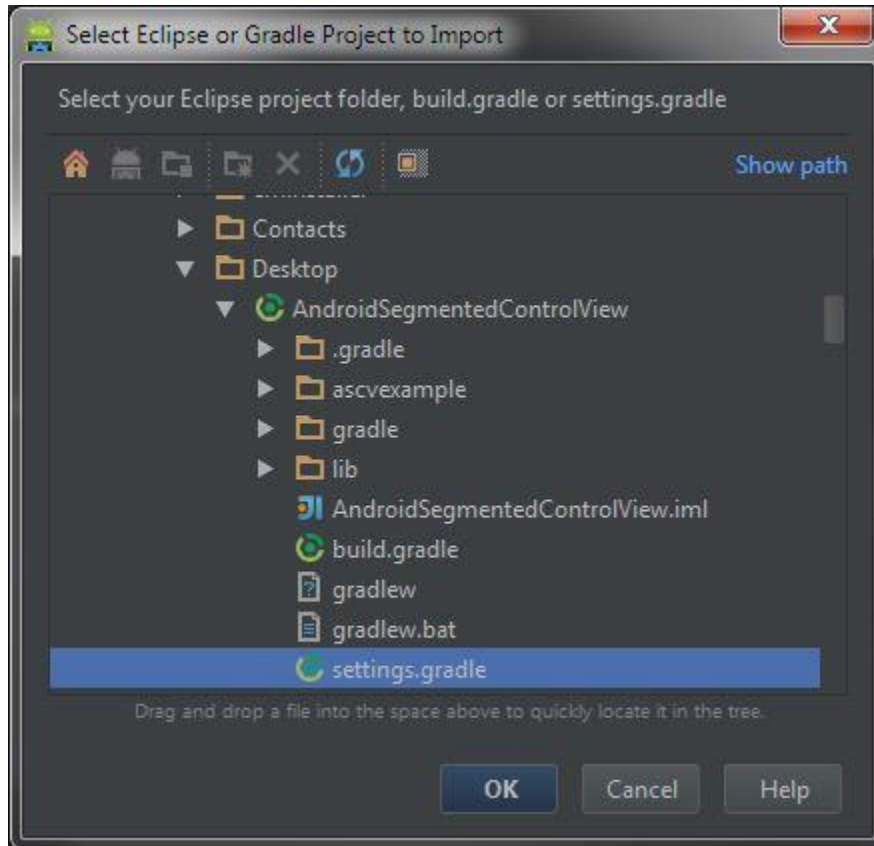 Select Eclipse or Gradle Project to Import
Select your Eclipse project folder, build.gradle or settings.gradle
Show path
Contacts
Desktop
AndroidSegmentedControlView
.gradle
ascvexample
gradle
lib
AndroidSegmentedControlView.iml
build.gradle
gradlew
gradlew.bat
settings.gradle
Drag and drop a file into the space above to quickly locate it in the tree.
OK Cancel Help